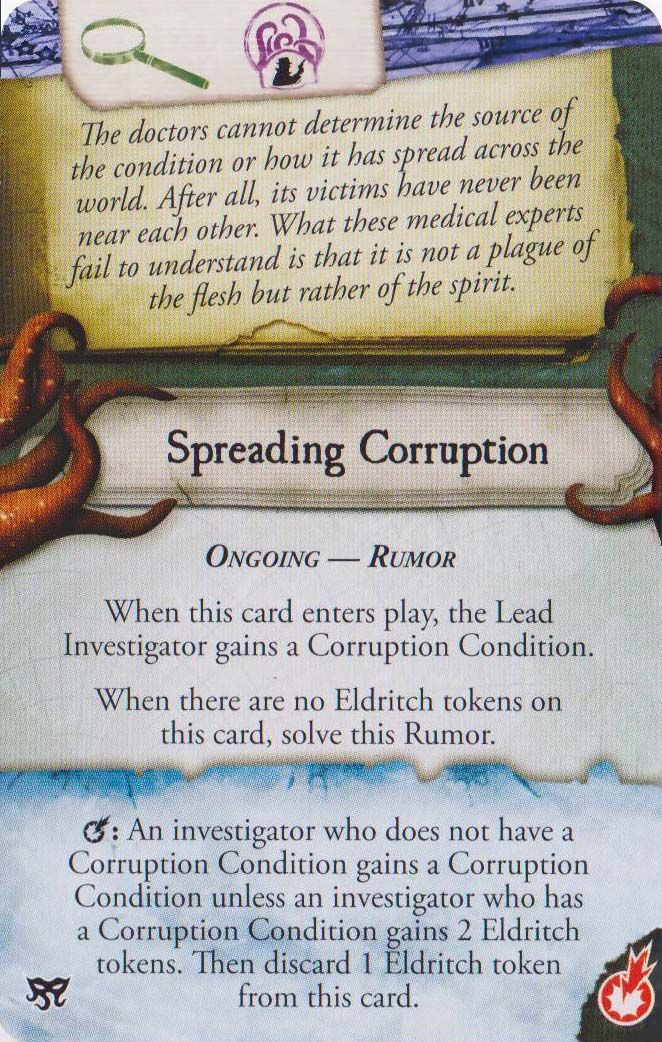 The doctors cannot determine the source of
the condition or how it has spread across the
world. After all, its victims have never been
near each other. What these medical experts
fail to understand is that it is not a plague of
the flesh but rather of the spirit.
Spreading Corruption
Ongoing — Rumor
When this card enters play, the Lead
Investigator gains a Corruption Condition.
When there are no Eldritch tokens on
this card, solve this Rumor.
: An investigator who does not have a
Corruption Condition gains a Corruption
Condition unless an investigator who has
a Corruption Condition gains 2 Eldritch
tokens. Then discard 1 Eldritch token
from this card.